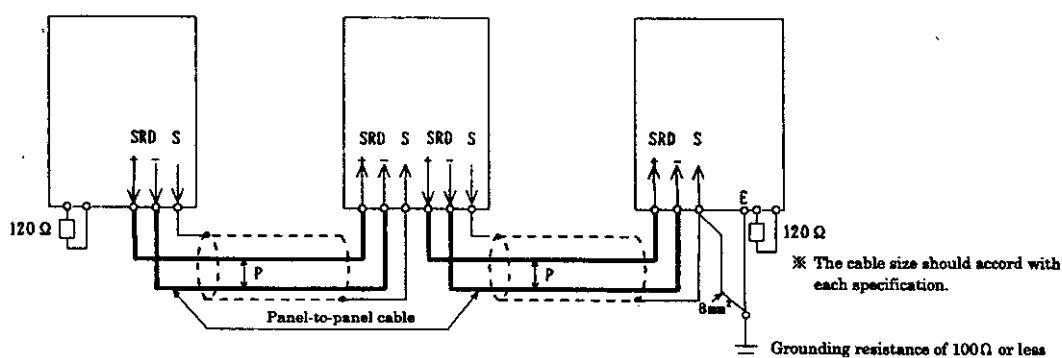 SRD S
+ −
SRD S SRD S
+ − + −
SRD S
+ −
E
120 Ω
120 Ω
P
P
※ The cable size should accord with
each specification.
8mm²
Panel-to-panel cable
Grounding resistance of 100Ω or less